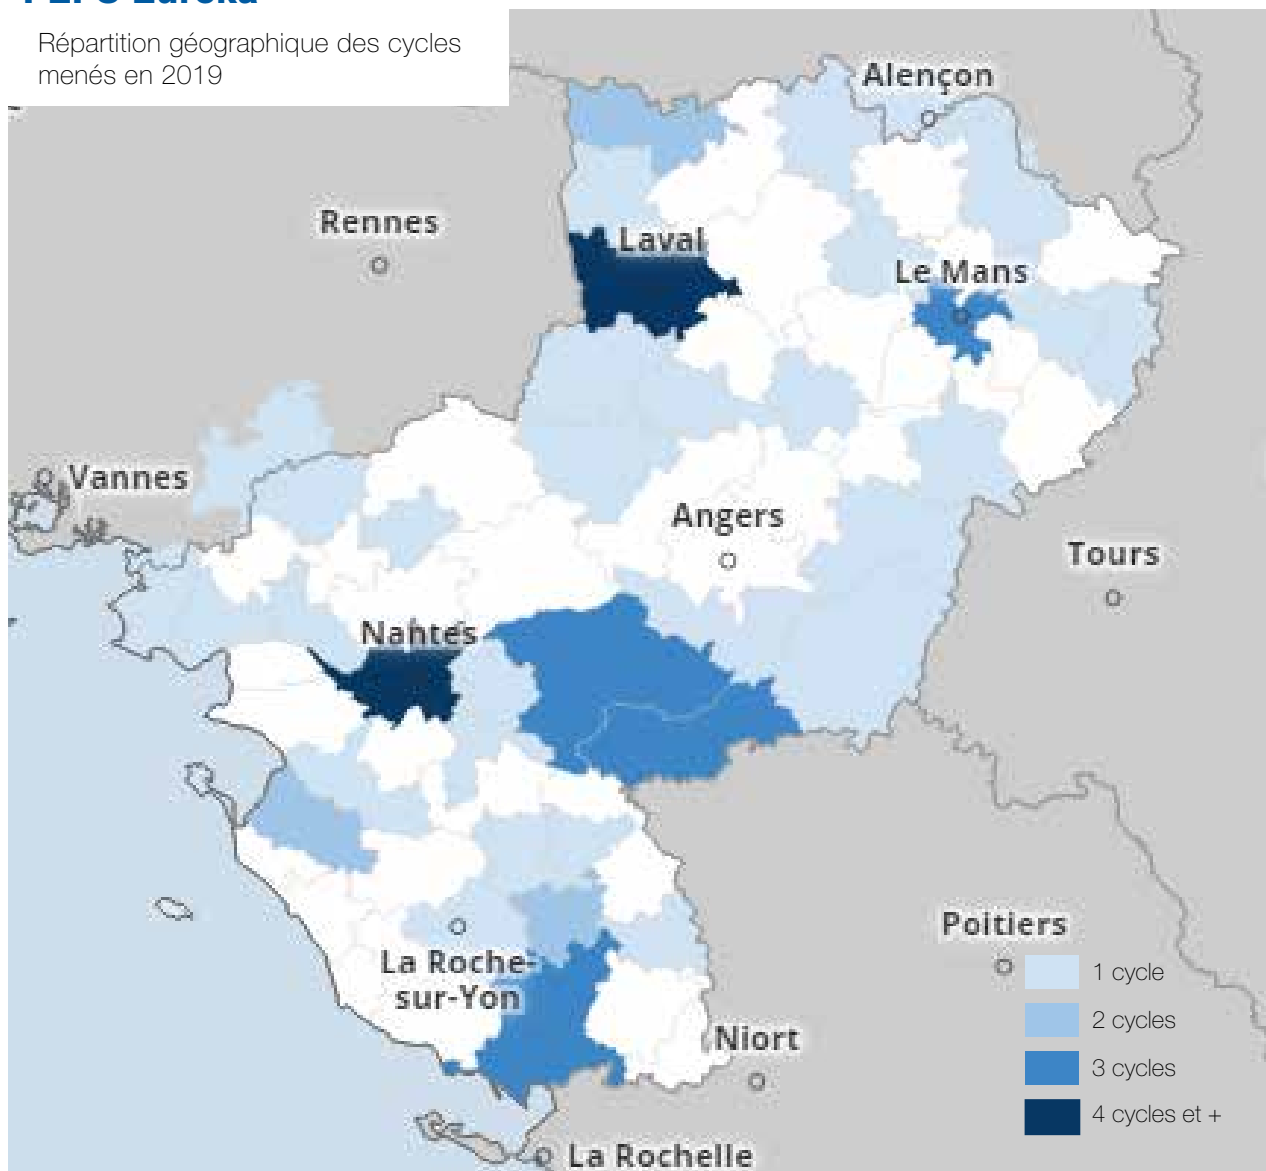 Répartition géographique des cycles
menés en 2019
Alençon
Rennes
Laval
Le Mans
Vannes
Angers
Tours
Nantes
Poitiers
La Roche-
sur-Yon
Niort
La Rochelle
1 cycle
2 cycles
3 cycles
4 cycles et +